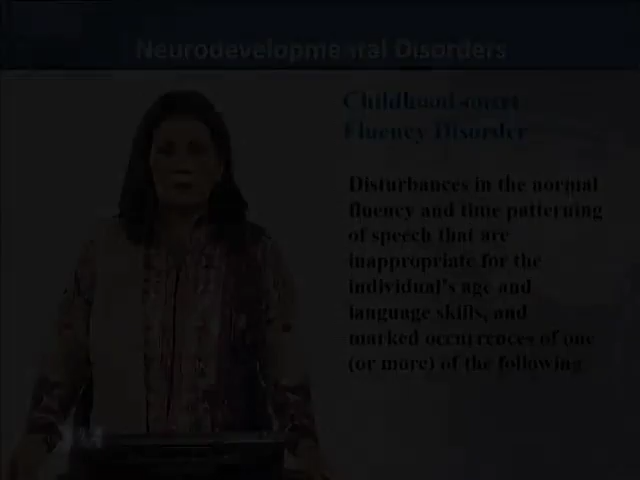 Neurodevelopmental Disorders
Childhood-onset
Fluency Disorder
Disturbances in the normal
fluency and time patterning
of speech that are
inappropriate for the
individual's age and
language skills, and
marked occurrences of one
(or more) of the following